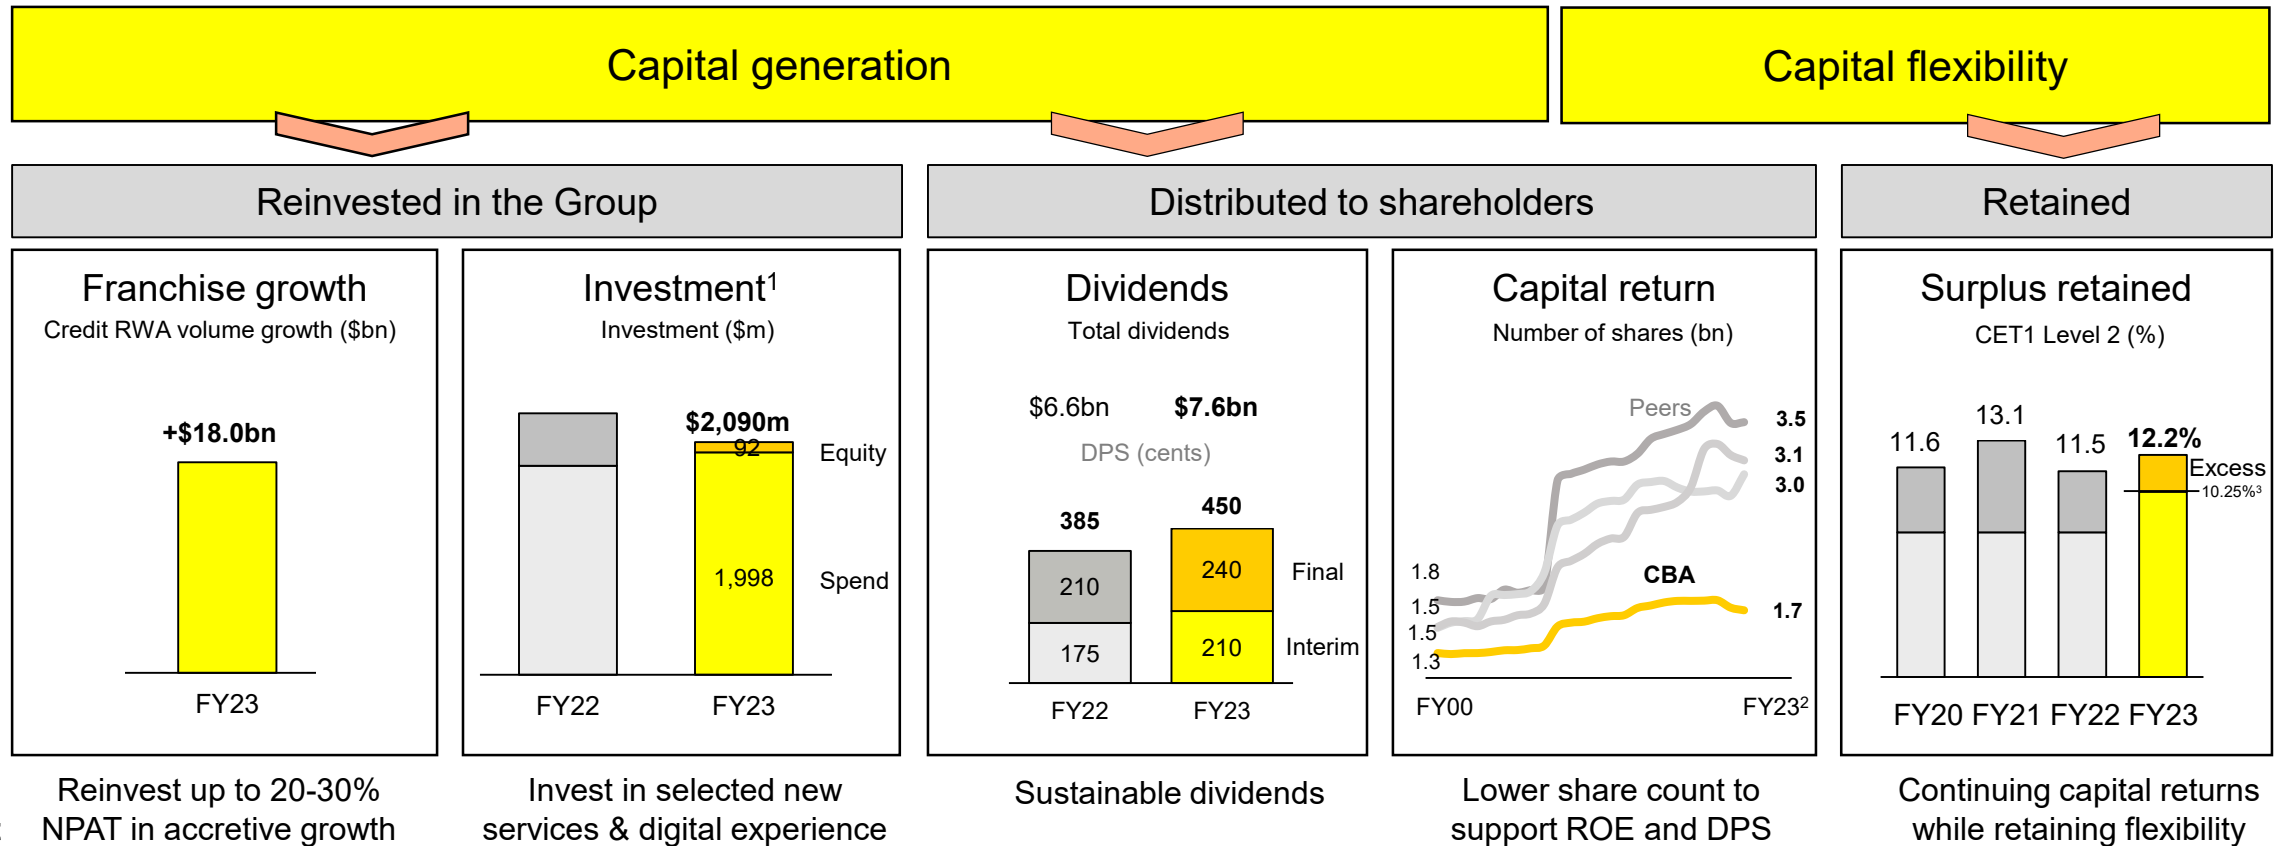 Capital generation
Capital flexibility
Reinvested in the Group
Distributed to shareholders
Retained
Franchise growth
Credit RWA volume growth ($bn)
+$18.0bn
FY23
Reinvest up to 20-30%
NPAT in accretive growth
Investment¹
Investment ($m)
$2,090m
92
Equity
1,998
Spend
FY22
FY23
Invest in selected new
services & digital experience
Dividends
Total dividends
$6.6bn
$7.6bn
DPS (cents)
385
450
210
240
Final
175
210
Interim
FY22
FY23
Sustainable dividends
Capital return
Number of shares (bn)
Peers
3.5
3.1
3.0
1.8
CBA
1.5
1.7
1.5
1.3
FY00
FY23²
Lower share count to
support ROE and DPS
Surplus retained
CET1 Level 2 (%)
11.6
13.1
11.5
12.2%
Excess
10.25%³
FY20 FY21 FY22 FY23
Continuing capital returns
while retaining flexibility